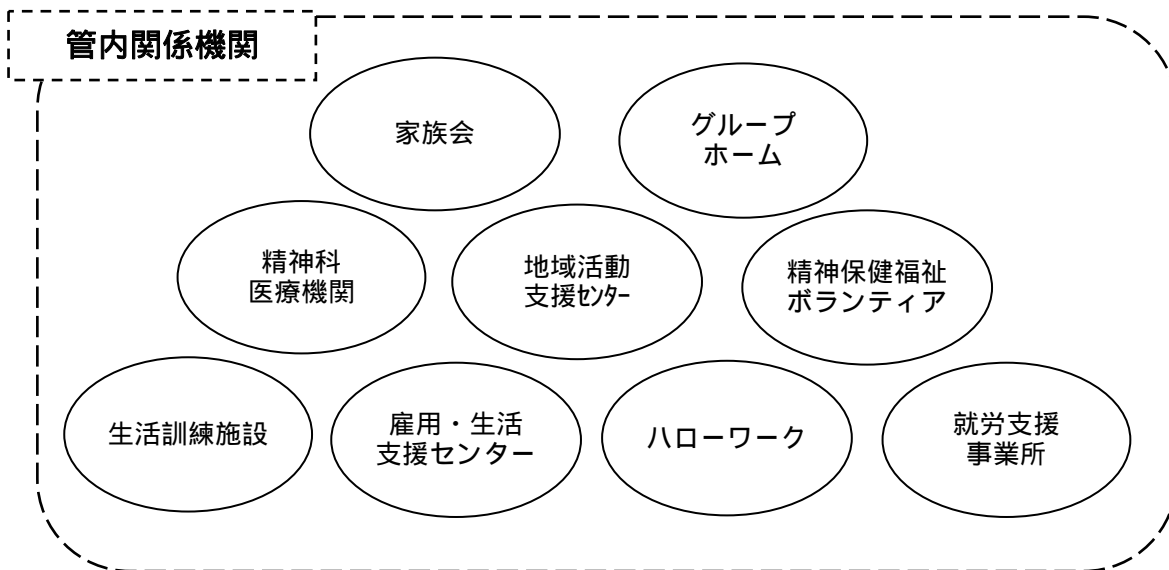 管内関係機関
家族会
グループ
ホーム
精神科
医療機関
地域活動
支援ｾﾝﾀｰ
精神保健福祉
ボランティア
生活訓練施設
雇用・生活
支援センター
ハローワーク
就労支援
事業所